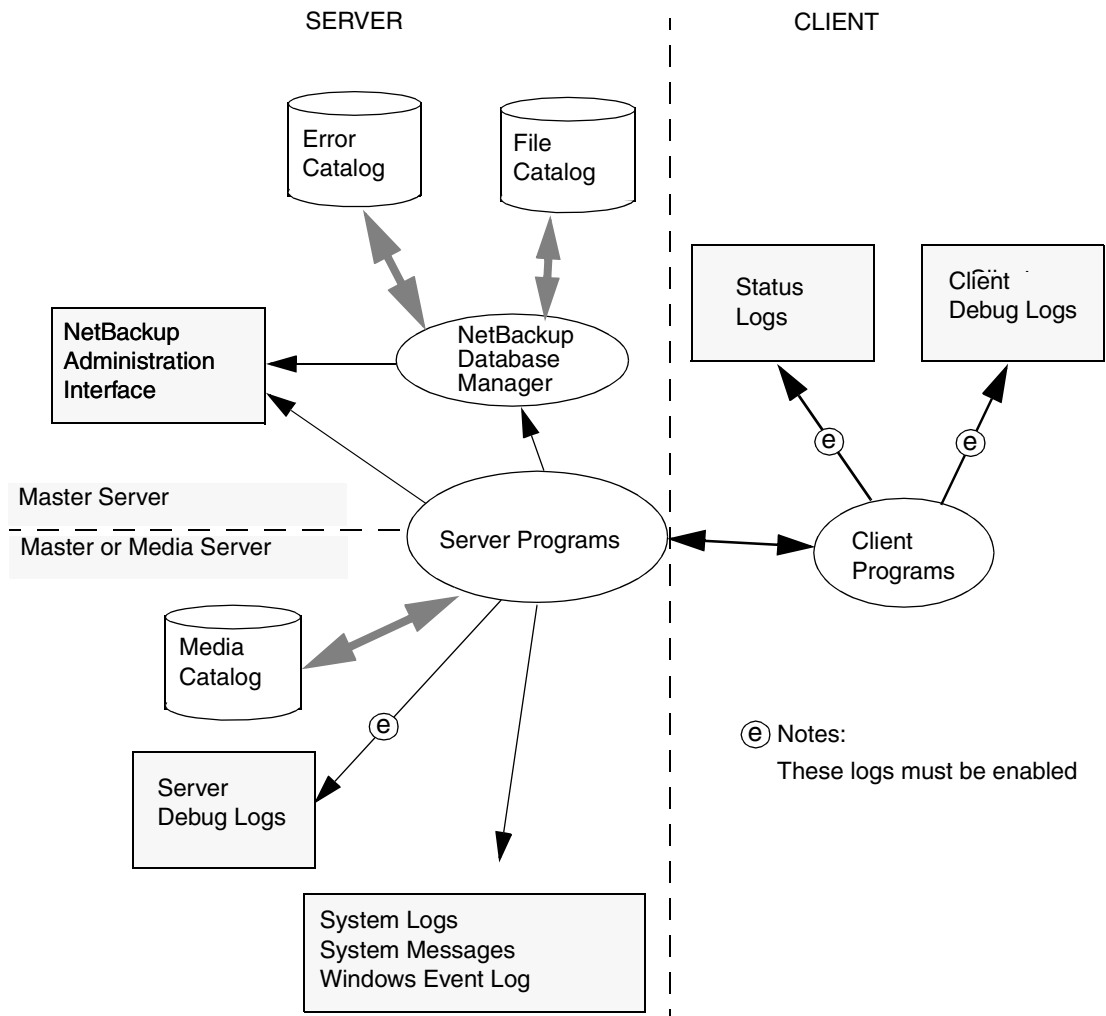 SERVER
CLIENT
Error
Catalog
File
Catalog
Status
Logs
Client
Debug Logs
NetBackup
Administration
Interface
NetBackup
Database
Manager
e
e
Master Server
Master or Media Server
Server Programs
Client
Programs
Media
Catalog
e
e Notes:
These logs must be enabled
Server
Debug Logs
System Logs
System Messages
Windows Event Log